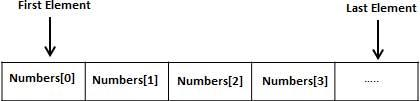 First Element Last Element
Numbers[0] Numbers[1] Numbers[2] Numbers[3] .....